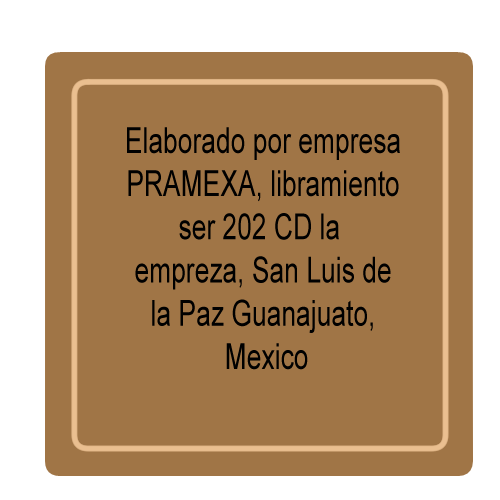 Elaborado por empresa
PRAMEXA, libramiento
ser 202 CD la
empreza, San Luis de
la Paz Guanajuato,
Mexico